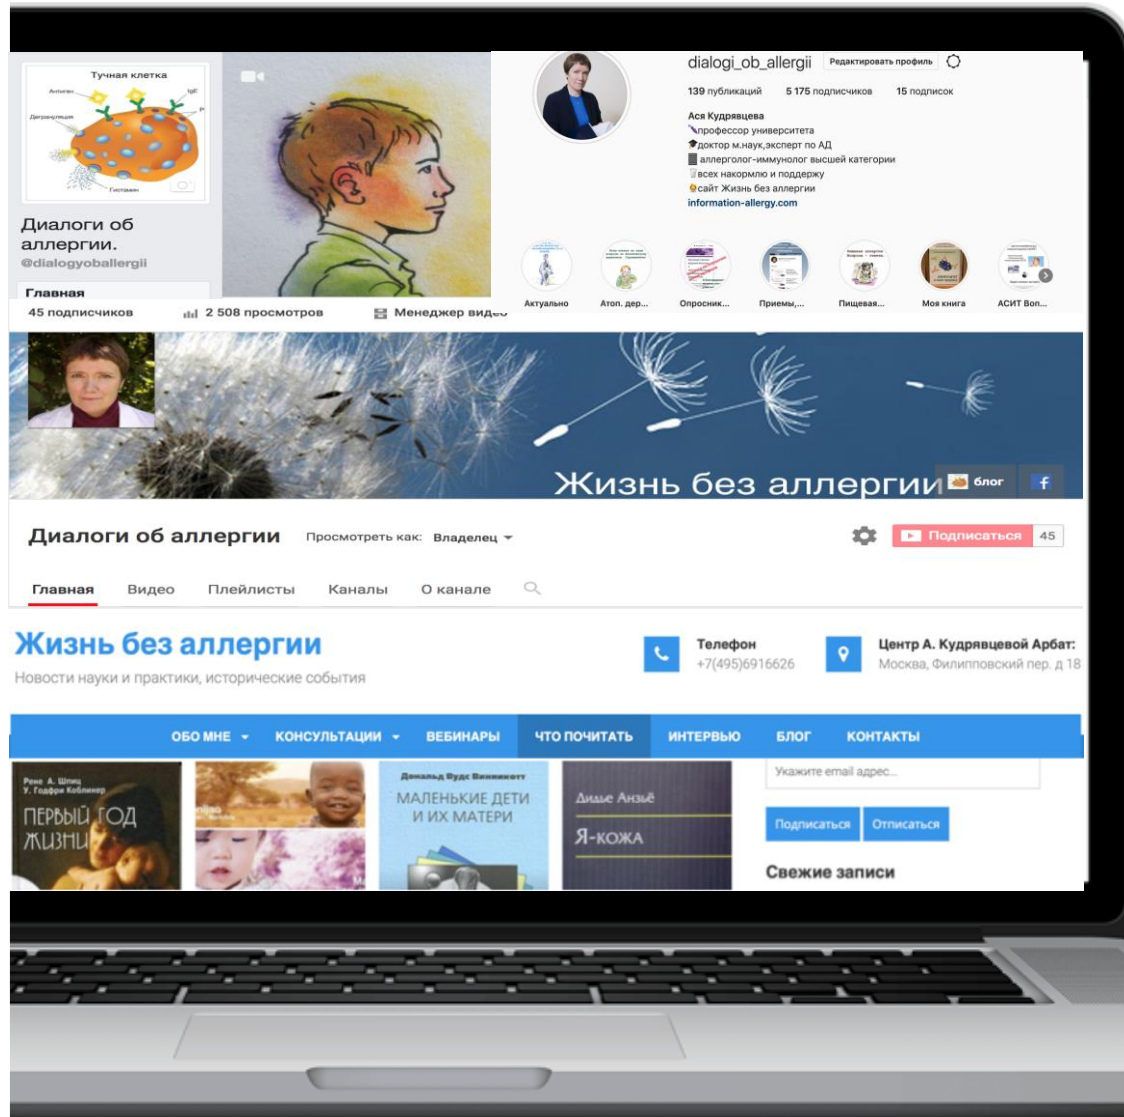 Тучная клетка
Антиген
IgE
Дегрануляция
Гистамин
Диалоги об
аллергии.
@dialogyoballergii
Главная
dialogi_ob_allergii Редактировать профиль
139 публикаций 5 175 подписчиков 15 подписок
Ася Кудрявцева
профессор университета
доктор м.наук,эксперт по АД
аллерголог-иммунолог высшей категории
всех накормлю и поддержу
сайт Жизнь без аллергии
information-allergy.com
Актуально Атоп. дер... Опросник... Приемы,... Пищевая... Моя книга АСИТ Воп...
45 подписчиков 2 508 просмотров Менеджер видео
Жизнь без аллергии
блог
Диалоги об аллергии Просмотреть как: Владелец
Подписаться 45
Главная Видео Плейлисты Каналы О канале
Жизнь без аллергии
Новости науки и практики, исторические события
Телефон
+7(495)6916626
Центр А. Кудрявцевой Арбат:
Москва, Филипповский пер. д 18
ОБО МНЕ КОНСУЛЬТАЦИИ ВЕБИНАРЫ ЧТО ПОЧИТАТЬ ИНТЕРВЬЮ БЛОГ КОНТАКТЫ
Рене А. Шпиц
У. Годфри Коблинер
ПЕРВЫЙ ГОД
ЖИЗНИ
Дональд Вудс Винникотт
МАЛЕНЬКИЕ ДЕТИ
И ИХ МАТЕРИ
Дидье Анзьё
Я-КОЖА
Укажите email адрес...
Подписаться Отписаться
Свежие записи